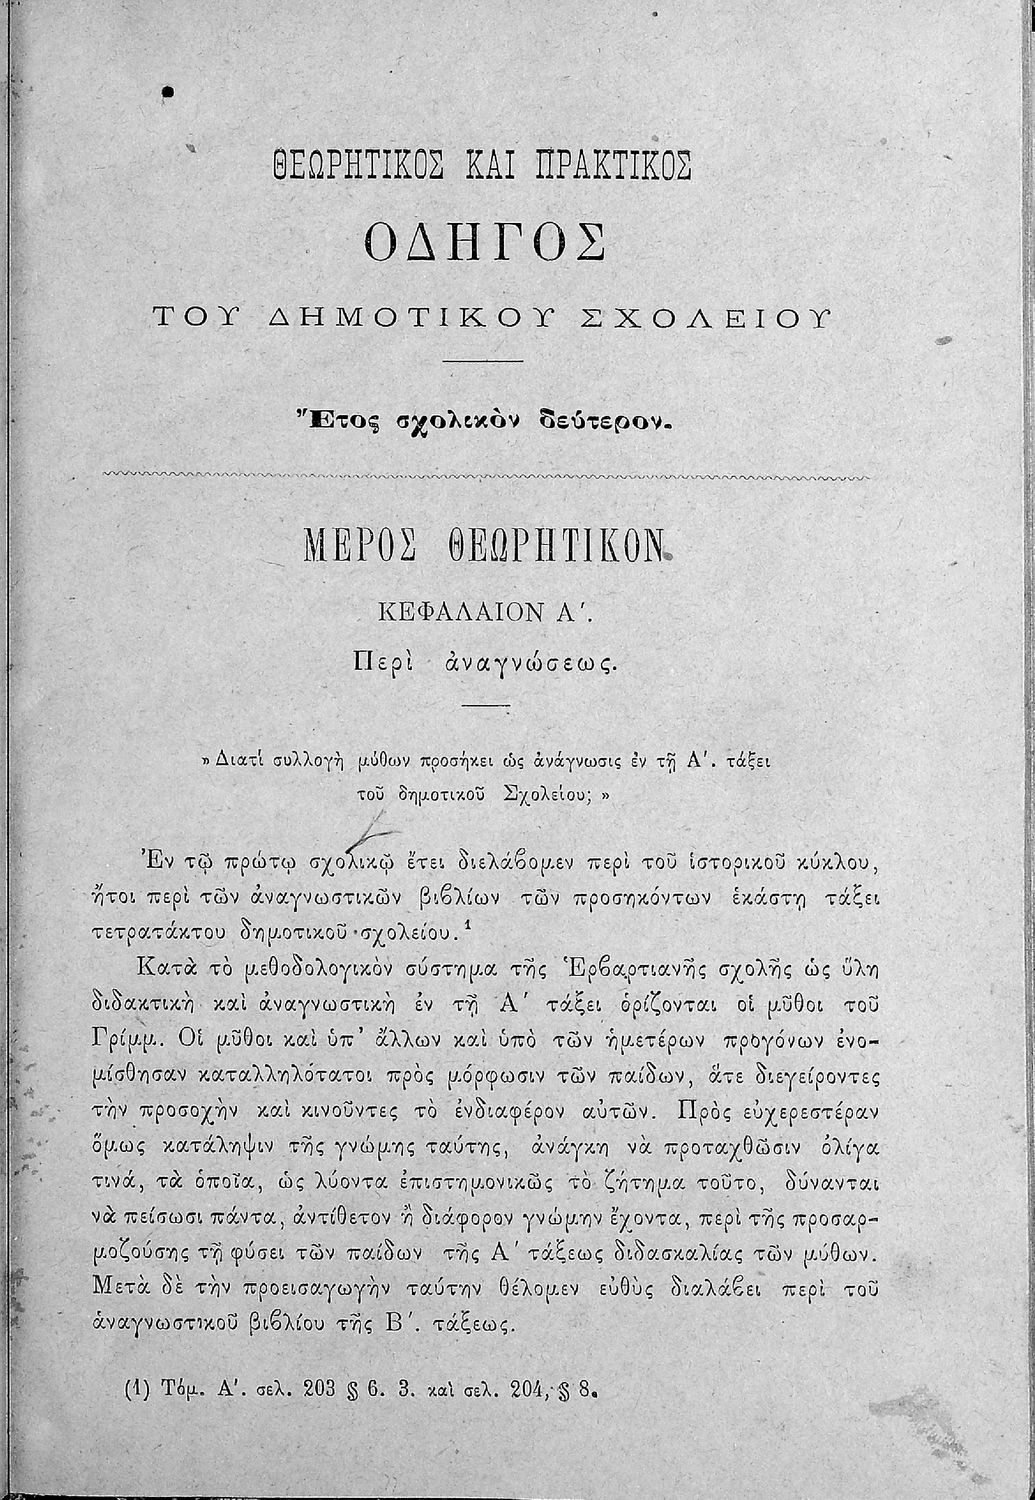 ΘΕΩΡΗΤΙΚΟΣ ΚΑΙ ΠΡΑΚΤΙΚΟΣ
ΟΔΗΓΟΣ
ΤΟΥ ΔΗΜΟΤΙΚΟΥ ΣΧΟΛΕΙΟΥ
Ἔτος σχολικὸν δεύτερον.
ΜΕΡΟΣ ΘΕΩΡΗΤΙΚΟΝ.
ΚΕΦΑΛΑΙΟΝ Α΄.
Περὶ ἀναγνώσεως.
»Διατὶ συλλογὴ μύθων προσήκει ὡς ἀνάγνωσις ἐν τῇ Α΄. τάξει
τοῦ δημοτικοῦ Σχολείου; »
Ἐν τῷ πρώτῳ σχολικῷ ἔτει διελάβομεν περὶ τοῦ ἱστορικοῦ κύκλου,
ἤτοι περὶ τῶν ἀναγνωστικῶν βιβλίων τῶν προσηκόντων ἑκάστῃ τάξει
τετρατάκτου δημοτικοῦ σχολείου.¹
Κατὰ τὸ μεθοδολογικὸν σύστημα τῆς Ἑρβαρτιανῆς σχολῆς ὡς ὕλη
διδακτικὴ καὶ ἀναγνωστικὴ ἐν τῇ Α΄ τάξει ὁρίζονται οἱ μῦθοι τοῦ
Γρίμμ. Οἱ μῦθοι καὶ ὑπ’ ἄλλων καὶ ὑπὸ τῶν ἡμετέρων προγόνων ἐνο-
μίσθησαν καταλληλότατοι πρὸς μόρφωσιν τῶν παίδων, ἅτε διεγείροντες
τὴν προσοχὴν καὶ κινοῦντες τὸ ἐνδιαφέρον αὐτῶν. Πρὸς εὐχερεστέραν
ὅμως κατάληψιν τῆς γνώμης ταύτης, ἀνάγκη νὰ προταχθῶσιν ὀλίγα
τινά, τὰ ὁποῖα, ὡς λύοντα ἐπιστημονικῶς τὸ ζήτημα τοῦτο, δύνανται
νὰ πείσωσι πάντα, ἀντίθετον ἢ διάφορον γνώμην ἔχοντα, περὶ τῆς προσαρ-
μοζούσης τῇ φύσει τῶν παίδων τῆς Α΄ τάξεως διδασκαλίας τῶν μύθων.
Μετὰ δὲ τὴν προεισαγωγὴν ταύτην θέλομεν εὐθὺς διαλάβει περὶ τοῦ
ἀναγνωστικοῦ βιβλίου τῆς Β΄. τάξεως.
(1) Τόμ. Α΄. σελ. 203 § 6. 3. καὶ σελ. 204, § 8.